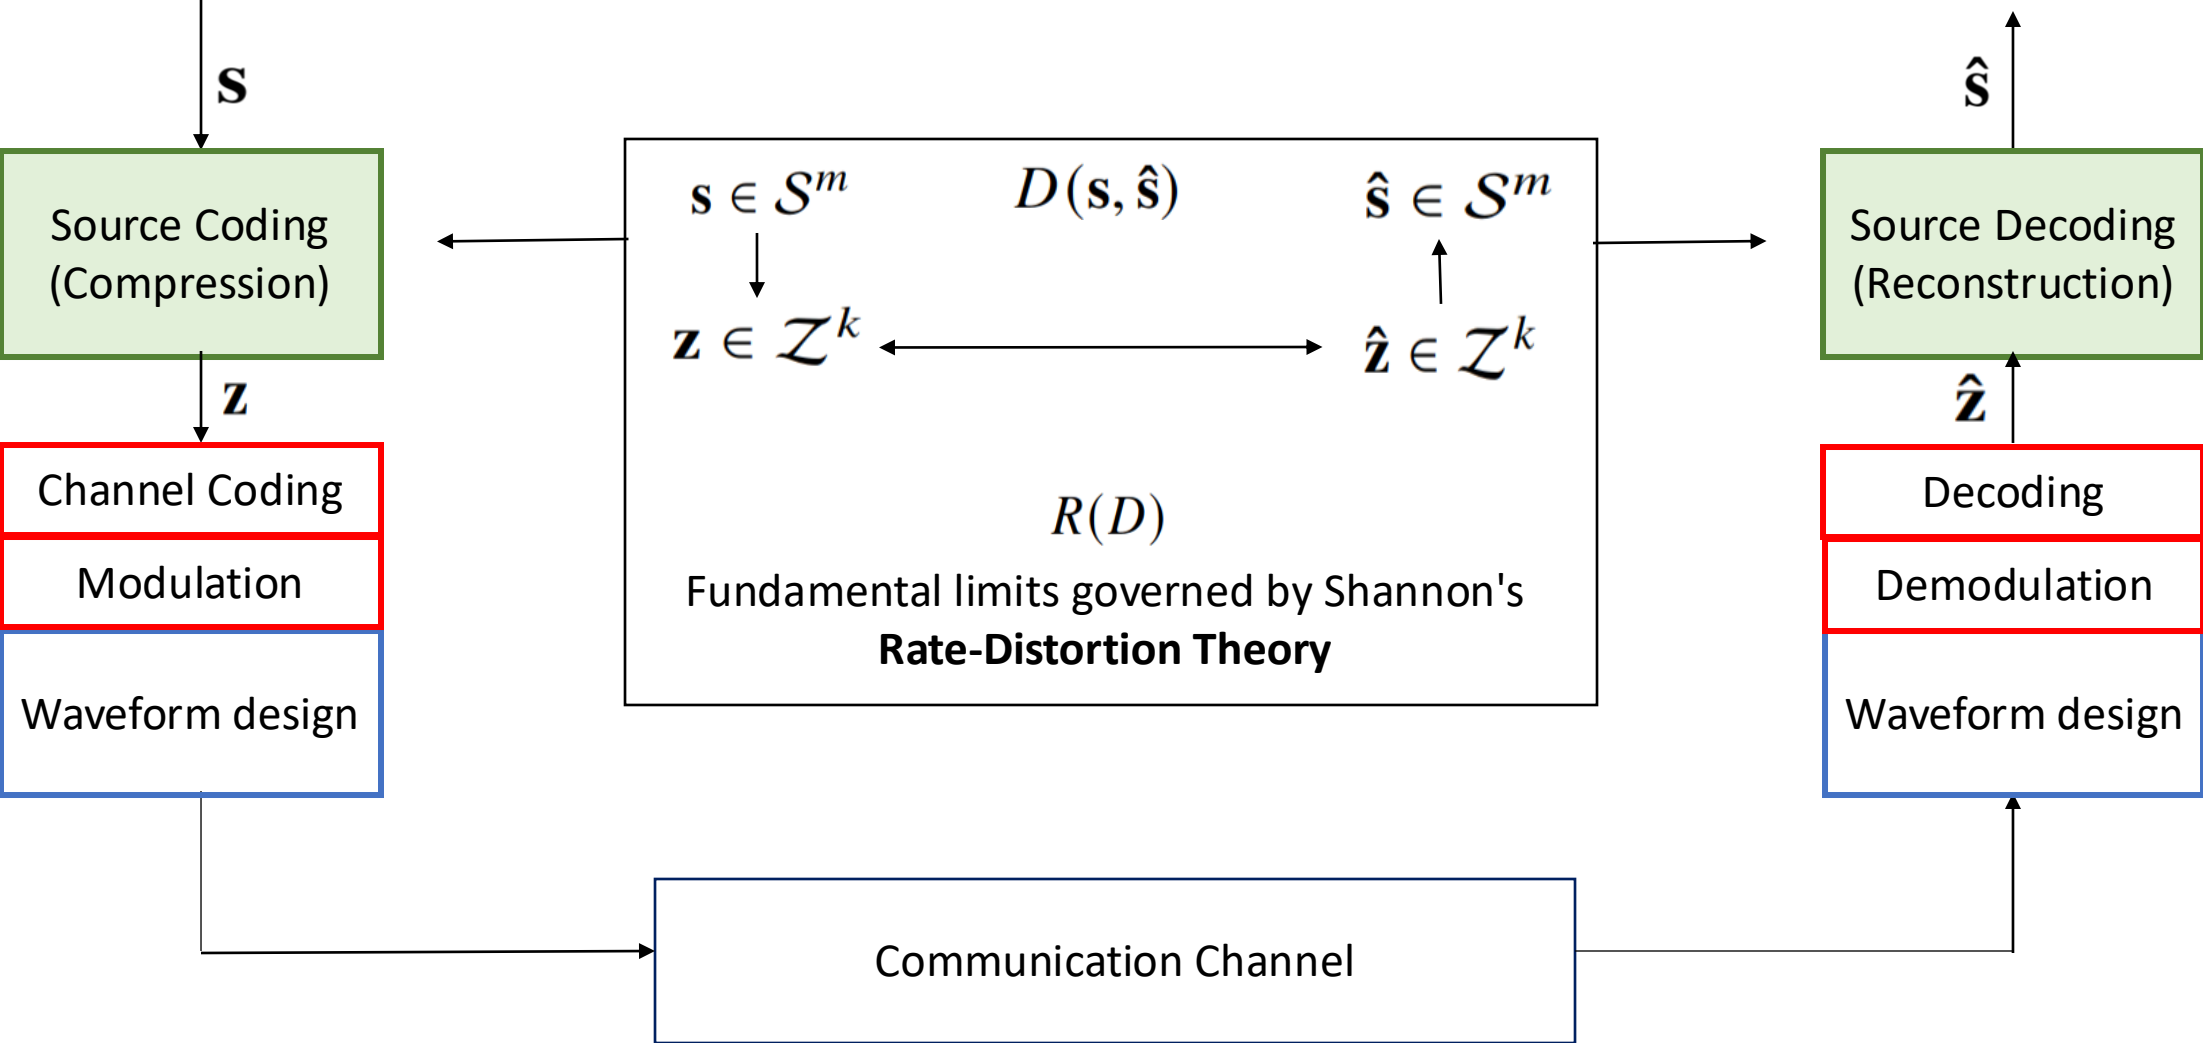 s
Source Coding
(Compression)
z
Channel Coding
Modulation
Waveform design
s ∈ 𝒮^m
D(s, ŝ)
ŝ ∈ 𝒮^m
z ∈ 𝒵^k
ẑ ∈ 𝒵^k
R(D)
Fundamental limits governed by Shannon's
Rate-Distortion Theory
Communication Channel
ŝ
Source Decoding
(Reconstruction)
ẑ
Decoding
Demodulation
Waveform design